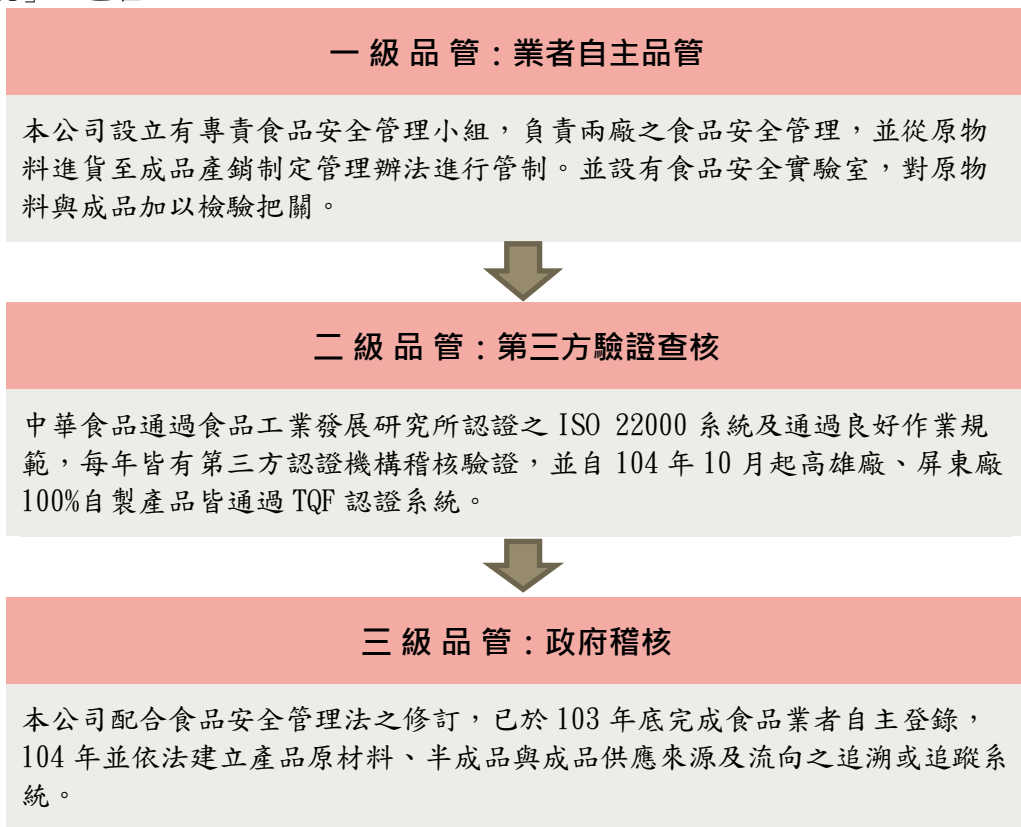 一 級 品 管：業者自主品管
本公司設立有專責食品安全管理小組，負責兩廠之食品安全管理，並從原物
料進貨至成品產銷制定管理辦法進行管制。並設有食品安全實驗室，對原物
料與成品加以檢驗把關。
二 級 品 管：第三方驗證查核
中華食品通過食品工業發展研究所認證之 ISO 22000 系統及通過良好作業規
範，每年皆有第三方認證機構稽核驗證，並自 104 年 10 月起高雄廠、屏東廠
100%自製產品皆通過 TQF 認證系統。
三 級 品 管：政府稽核
本公司配合食品安全管理法之修訂，已於 103 年底完成食品業者自主登錄，
104 年並依法建立產品原材料、半成品與成品供應來源及流向之追溯或追蹤系
統。